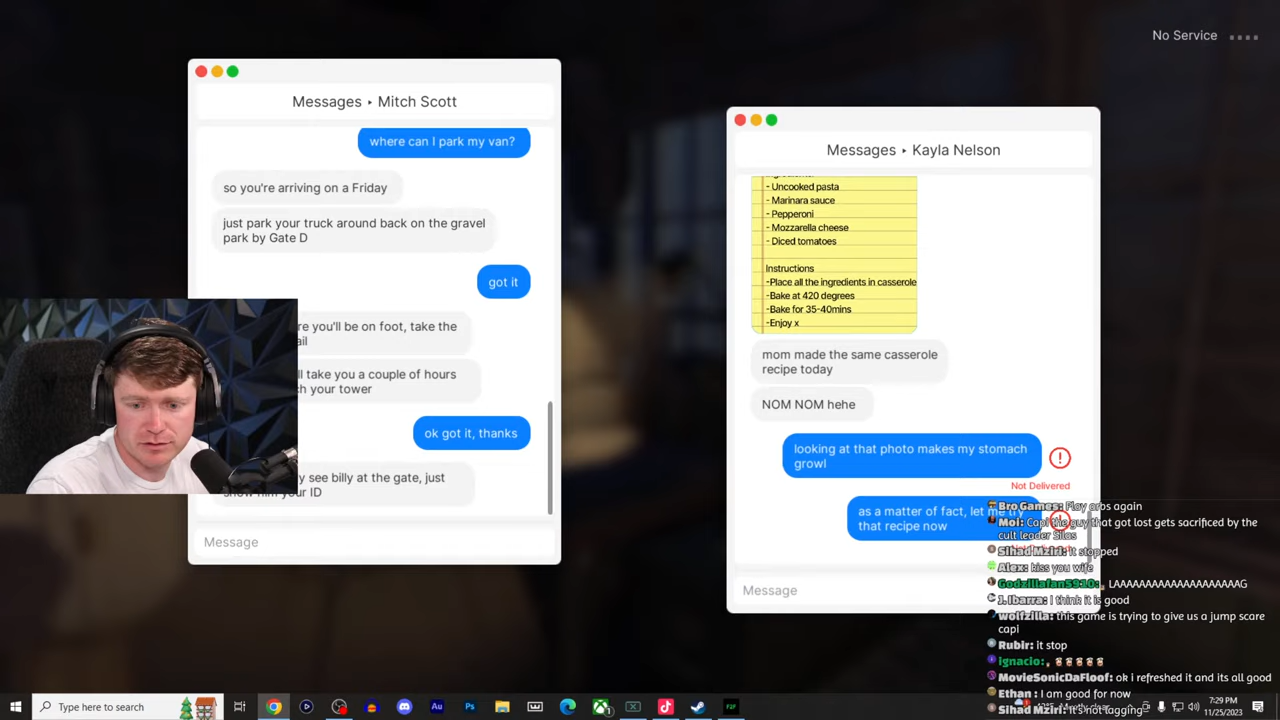 No Service
Messages ▸ Mitch Scott
where can I park my van?
so you're arriving on a Friday
just park your truck around back on the gravel
park by Gate D
got it
re you'll be on foot, take the
ail
ll take you a couple of hours
h your tower
ok got it, thanks
y see billy at the gate, just
show him your ID
Message
Messages ▸ Kayla Nelson
- Uncooked pasta
- Marinara sauce
- Pepperoni
- Mozzarella cheese
- Diced tomatoes
Instructions
-Place all the ingredients in casserole
-Bake at 420 degrees
-Bake for 35-40mins
-Enjoy x
mom made the same casserole
recipe today
NOM NOM hehe
looking at that photo makes my stomach
growl
Not Delivered
as a matter of fact, let me try
that recipe now
Message
Bro Games: Play orbs again
Moi: Capi the guy that got lost gets sacrificed by the
cult leader Silas
Sihad Mziri: It stopped
Alex: kiss you wife
Godzillafan5910: LAAAAAAAAAAAAAAAAAAAG
J. Ibarra: I think it is good
wolfzilla: this game is trying to give us a jump scare
capi
Rubir: it stop
ignacio:
MovieSonicDaFloof: ok i refreshed it and its all good
Ethan: I am good for now
Sihad Mziri: It's not lagging
Type here to search
7:29 PM
11/25/2023